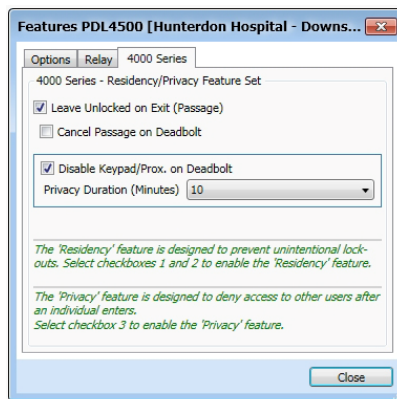 Features PDL4500 [Hunterdon Hospital - Downs...
Options Relay 4000 Series
4000 Series - Residency/Privacy Feature Set
Leave Unlocked on Exit (Passage)
Cancel Passage on Deadbolt
Disable Keypad/Prox. on Deadbolt
Privacy Duration (Minutes) 10
The 'Residency' feature is designed to prevent unintentional lock-
outs. Select checkboxes 1 and 2 to enable the 'Residency' feature.
The 'Privacy' feature is designed to deny access to other users after
an individual enters.
Select checkbox 3 to enable the 'Privacy' feature.
Close